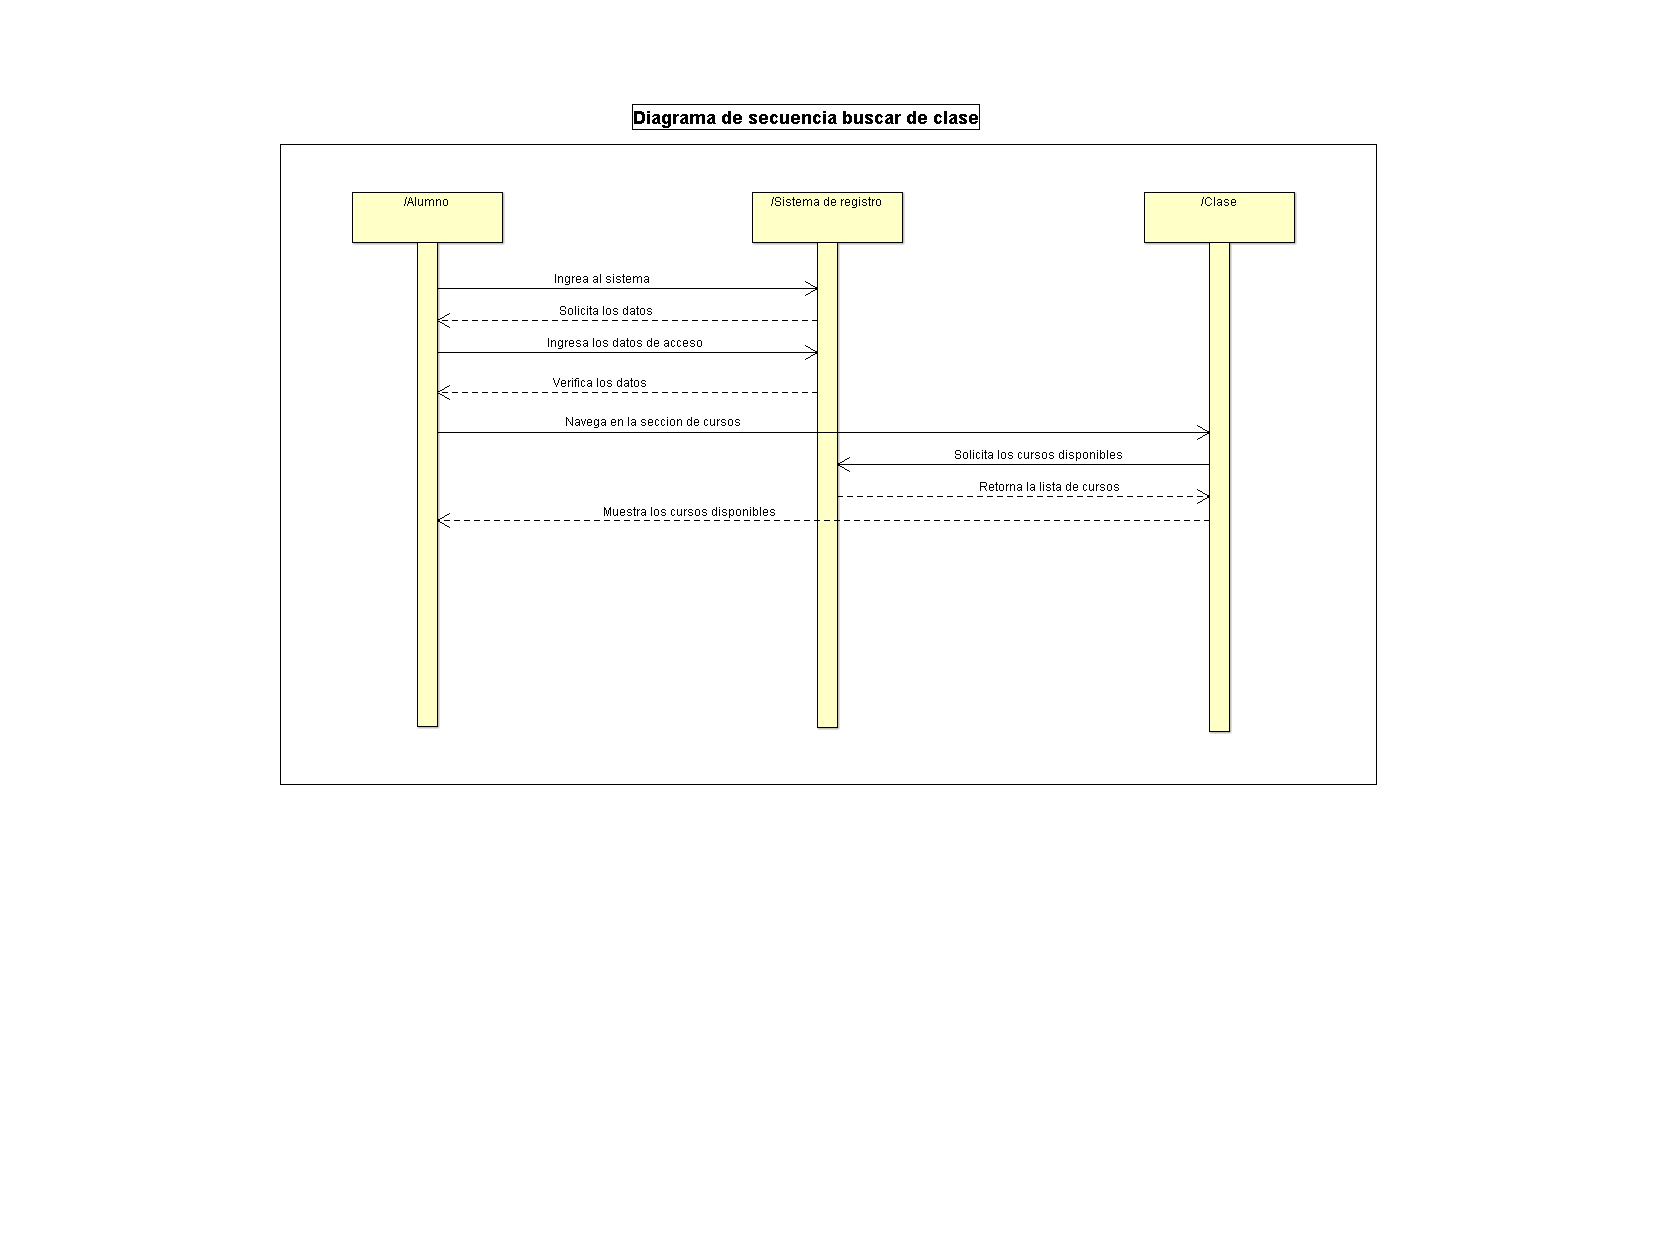 Diagrama de secuencia buscar de clase
/Alumno
/Sistema de registro
/Clase
Ingrea al sistema
Solicita los datos
Ingresa los datos de acceso
Verifica los datos
Navega en la seccion de cursos
Solicita los cursos disponibles
Retorna la lista de cursos
Muestra los cursos disponibles